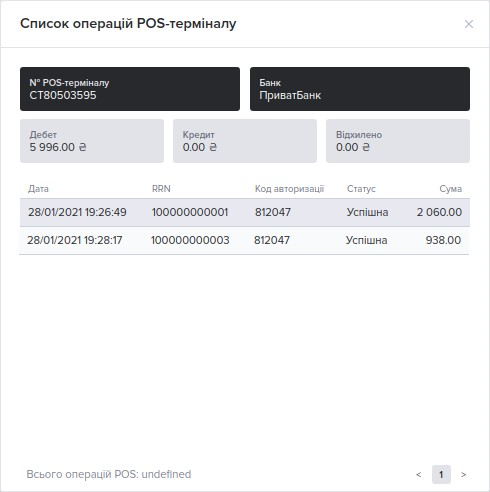 Список операцій POS-терміналу
№ POS-терміналу
CT80503595
Банк
ПриватБанк
Дебет
5 996.00 ₴
Кредит
0.00 ₴
Відхилено
0.00 ₴
Дата RRN Код авторизації Статус Сума
28/01/2021 19:26:49 100000000001 812047 Успішна 2 060.00
28/01/2021 19:28:17 100000000003 812047 Успішна 938.00
Всього операцій POS: undefined < 1 >